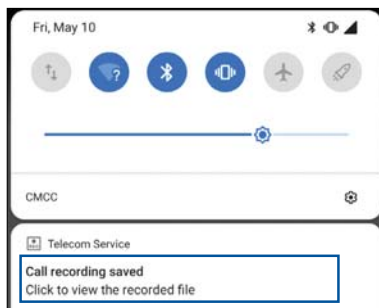 Fri, May 10
?
CMCC
Telecom Service
Call recording saved
Click to view the recorded file